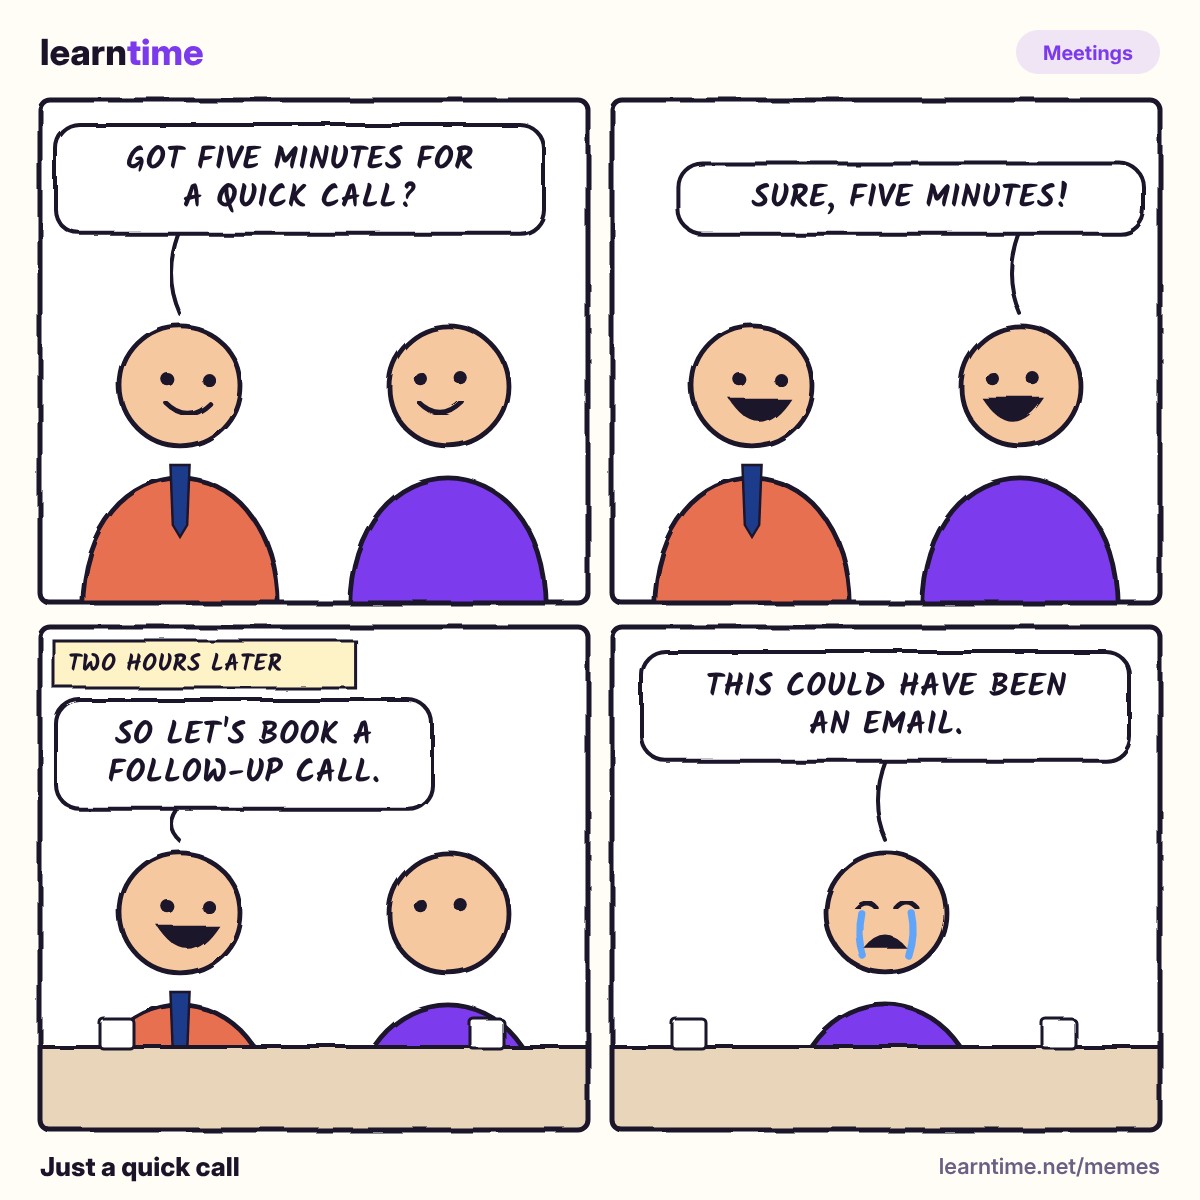 learntime
Meetings
GOT FIVE MINUTES FOR
A QUICK CALL?
SURE, FIVE MINUTES!
TWO HOURS LATER
SO LET'S BOOK A
FOLLOW-UP CALL.
THIS COULD HAVE BEEN
AN EMAIL.
Just a quick call
learntime.net/memes